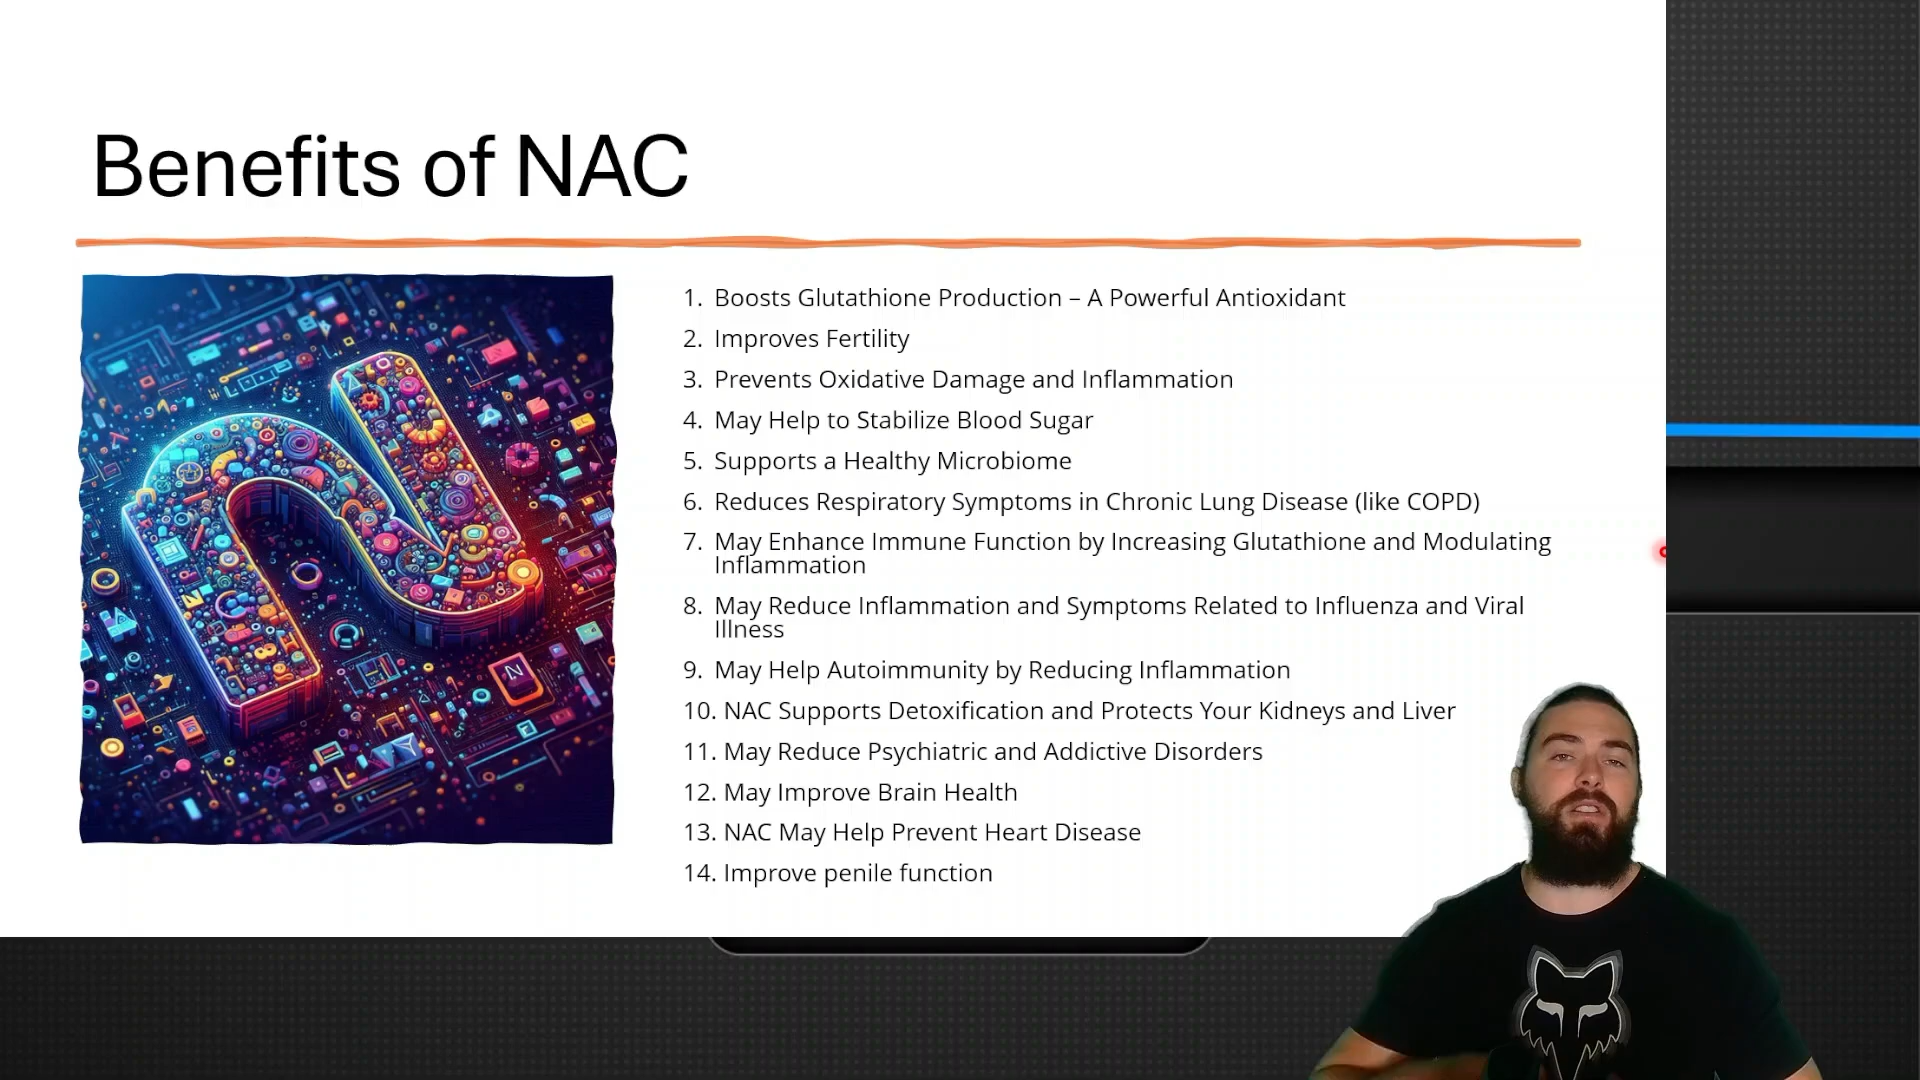 Benefits of NAC
1. Boosts Glutathione Production – A Powerful Antioxidant
2. Improves Fertility
3. Prevents Oxidative Damage and Inflammation
4. May Help to Stabilize Blood Sugar
5. Supports a Healthy Microbiome
6. Reduces Respiratory Symptoms in Chronic Lung Disease (like COPD)
7. May Enhance Immune Function by Increasing Glutathione and Modulating
Inflammation
8. May Reduce Inflammation and Symptoms Related to Influenza and Viral
Illness
9. May Help Autoimmunity by Reducing Inflammation
10. NAC Supports Detoxification and Protects Your Kidneys and Liver
11. May Reduce Psychiatric and Addictive Disorders
12. May Improve Brain Health
13. NAC May Help Prevent Heart Disease
14. Improve penile function
N